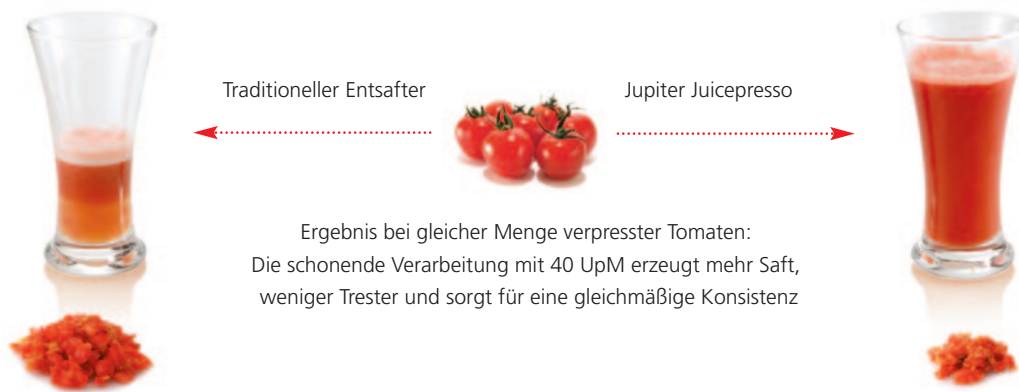 Traditioneller Entsafter
Jupiter Juicepresso
Ergebnis bei gleicher Menge verpresster Tomaten:
Die schonende Verarbeitung mit 40 UpM erzeugt mehr Saft,
weniger Trester und sorgt für eine gleichmäßige Konsistenz